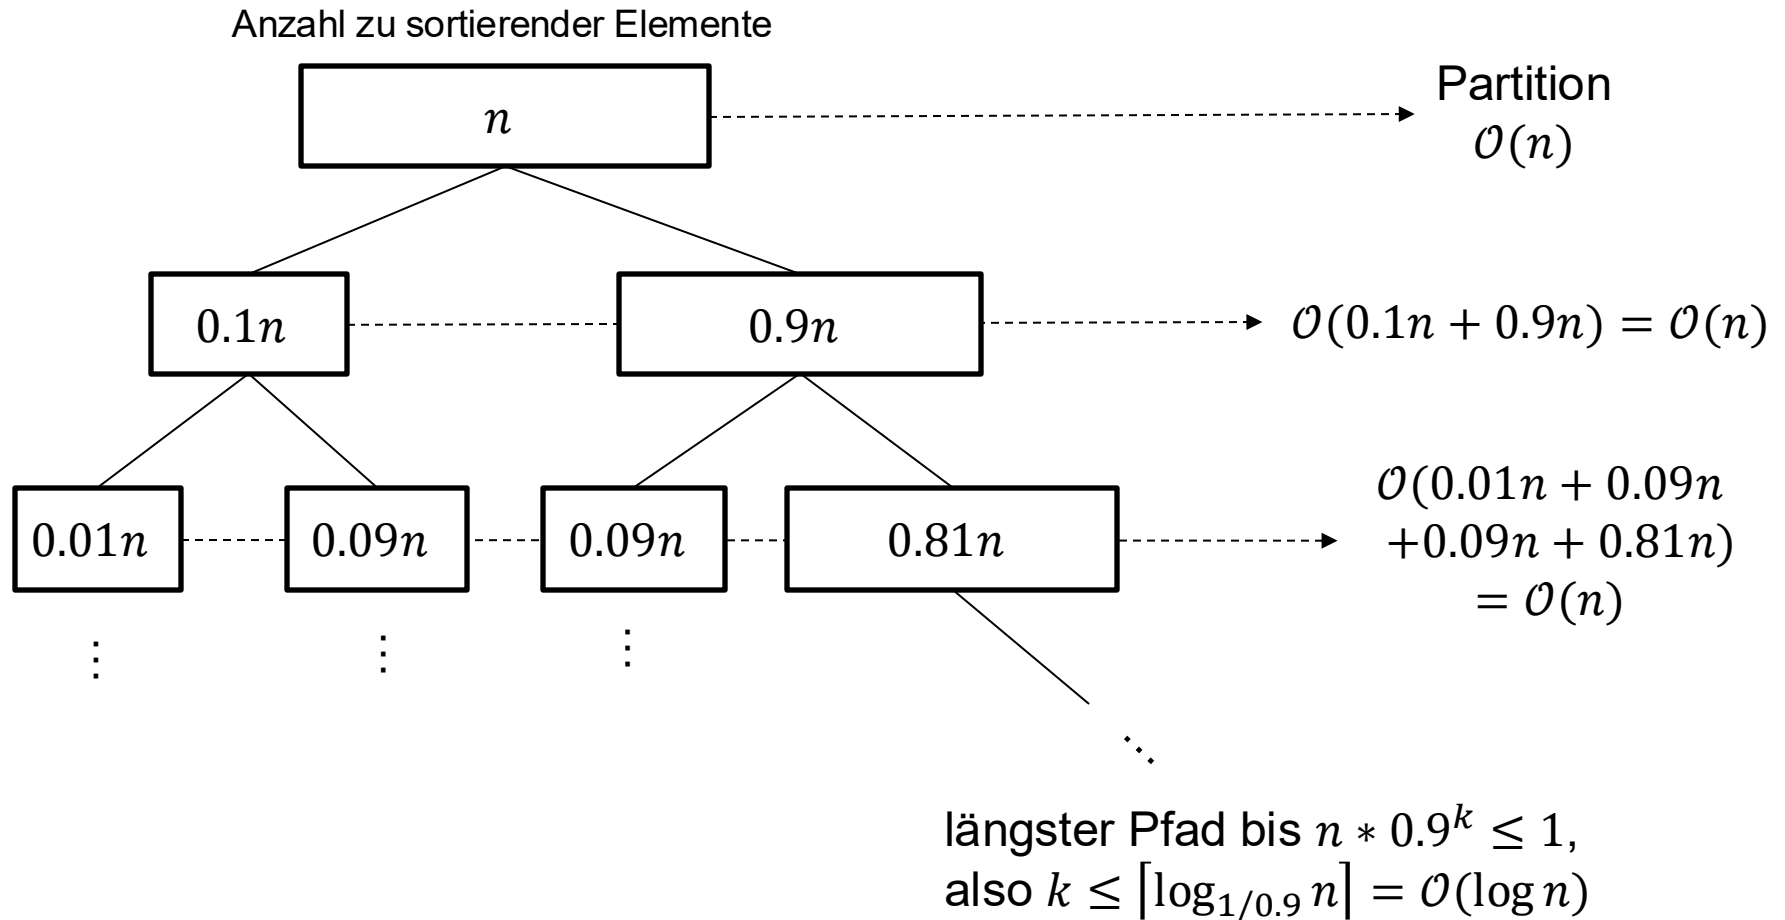 Anzahl zu sortierender Elemente
𝑛
Partition
𝒪(𝑛)
0.1𝑛
0.9𝑛
𝒪(0.1𝑛 + 0.9𝑛) = 𝒪(𝑛)
0.01𝑛
0.09𝑛
0.09𝑛
0.81𝑛
𝒪(0.01𝑛 + 0.09𝑛
+0.09𝑛 + 0.81𝑛)
= 𝒪(𝑛)
⋮
⋮
⋮
⋱
längster Pfad bis 𝑛 ∗ 0.9^𝑘 ≤ 1,
also 𝑘 ≤ ⌈log_{1/0.9} 𝑛⌉ = 𝒪(log 𝑛)